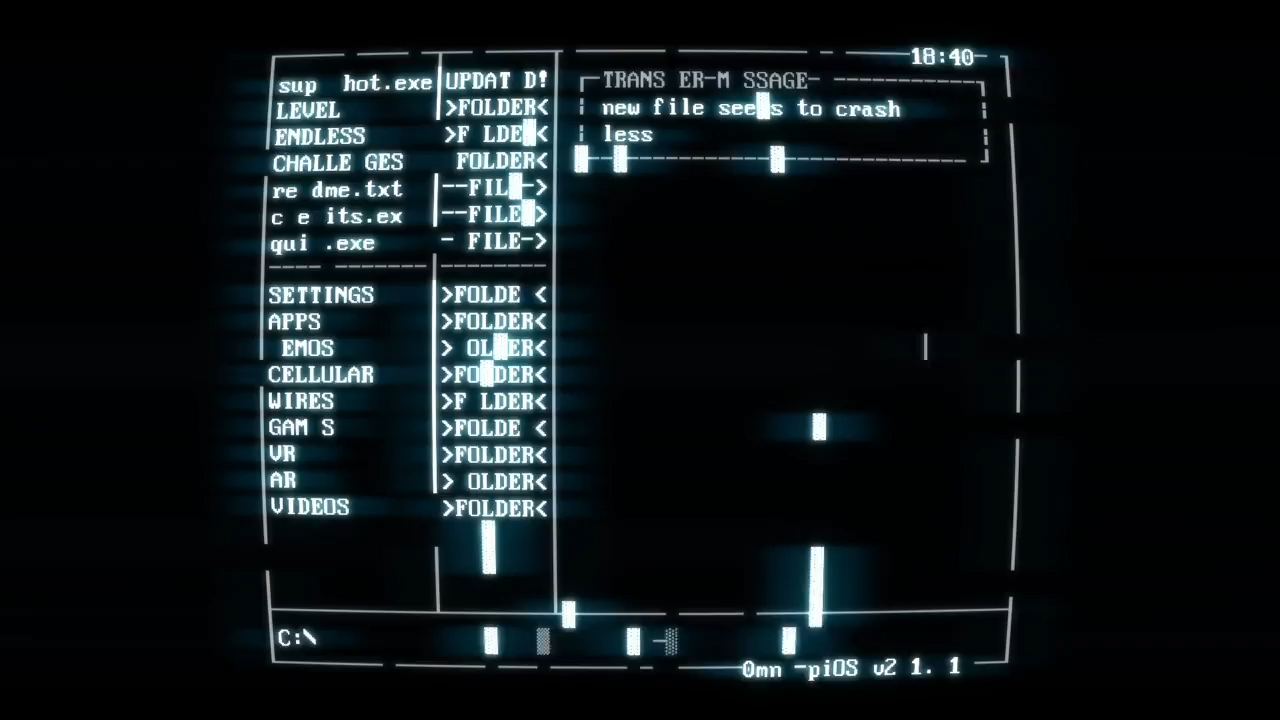 18:40
sup hot.exe UPDAT D!
LEVEL >FOLDER<
ENDLESS >F LDE <
CHALLE GES FOLDER<
re dme.txt --FIL ->
c e its.ex --FILE >
qui .exe - FILE->
SETTINGS >FOLDE <
APPS >FOLDER<
EMOS > OL ER<
CELLULAR >FO DER<
WIRES >F LDER<
GAM S >FOLDE <
VR >FOLDER<
AR > OLDER<
VIDEOS >FOLDER<
TRANS ER-M SSAGE
new file see s to crash
less
C:\
0mn -piOS v2 1. 1